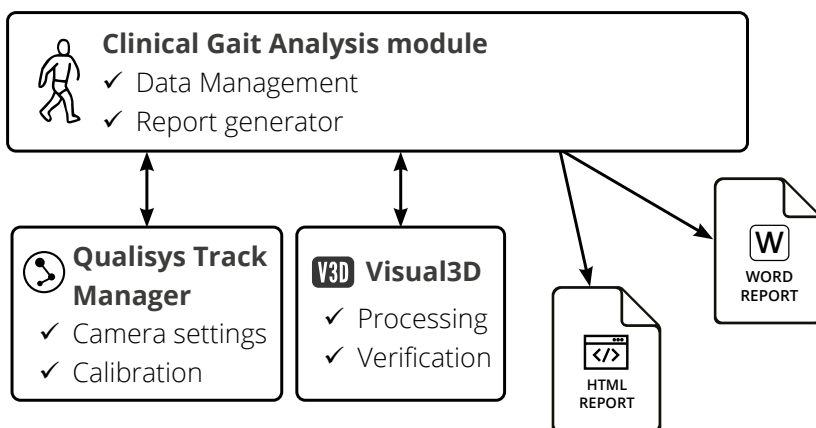 Clinical Gait Analysis module
✓ Data Management
✓ Report generator
Qualisys Track
Manager
✓ Camera settings
✓ Calibration
V3D Visual3D
✓ Processing
✓ Verification
</>
HTML
REPORT
W
WORD
REPORT